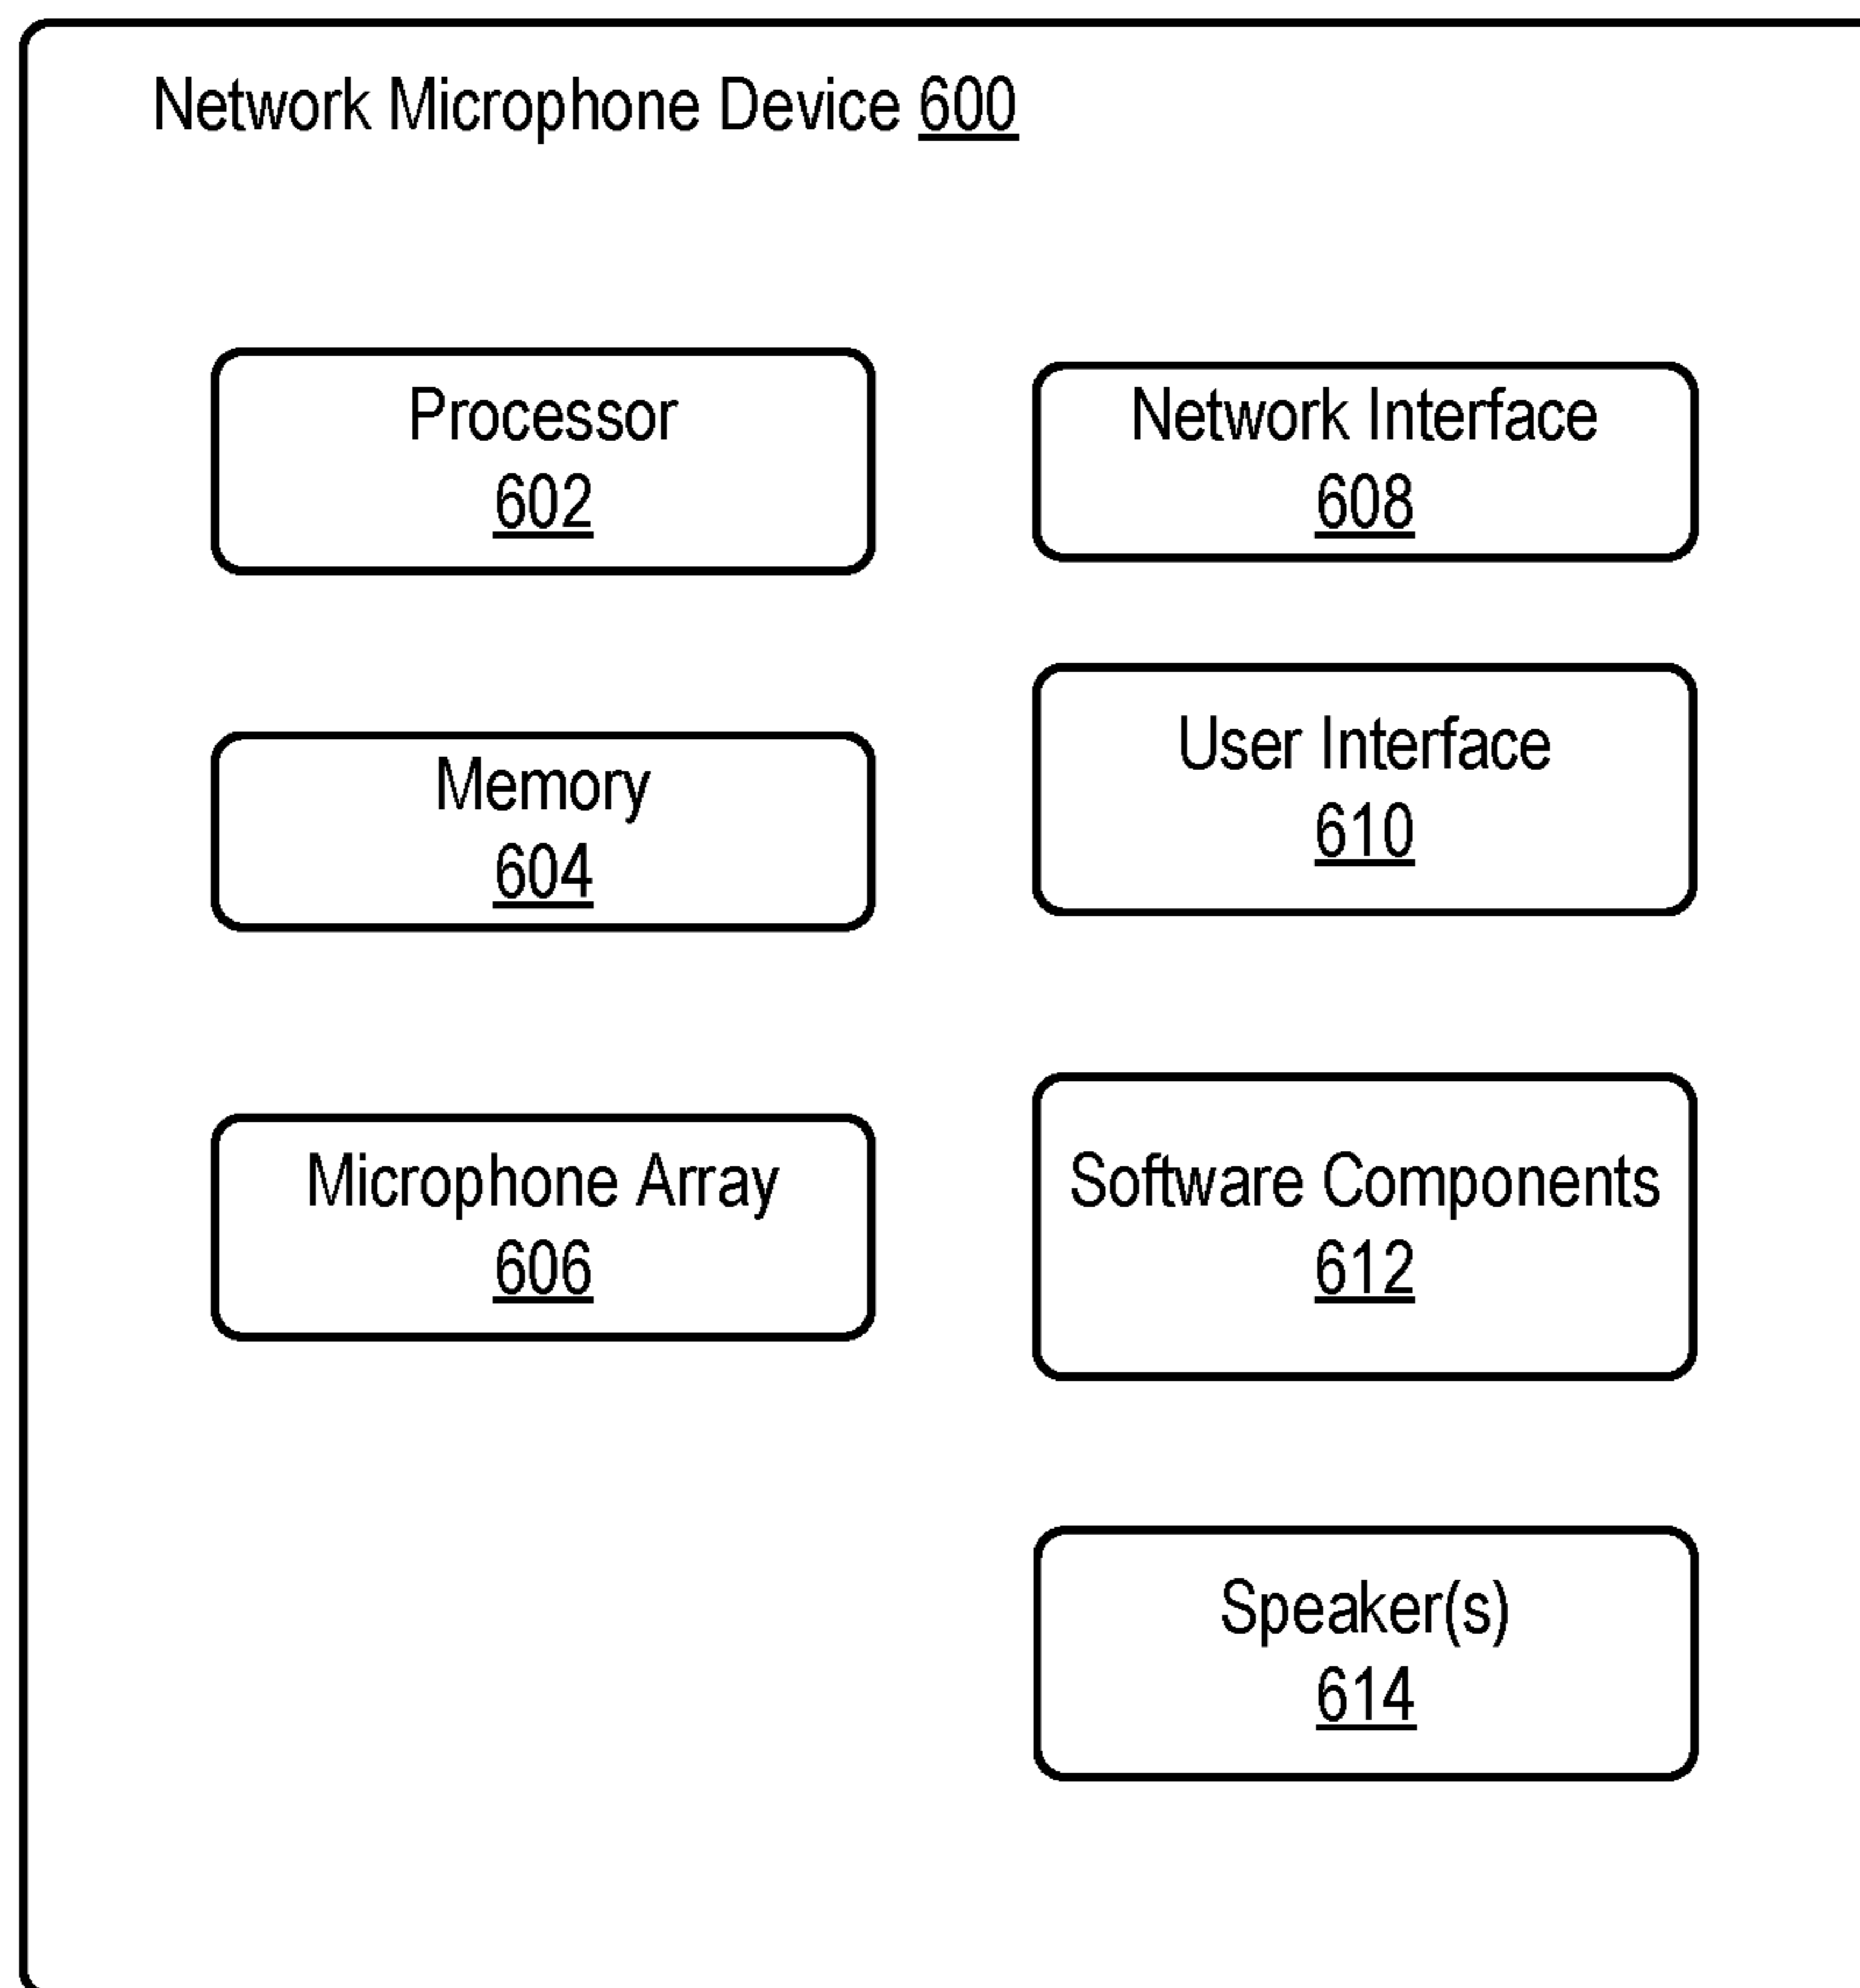 Network Microphone Device 600
Processor
602
Network Interface
608
Memory
604
User Interface
610
Microphone Array
606
Software Components
612
Speaker(s)
614